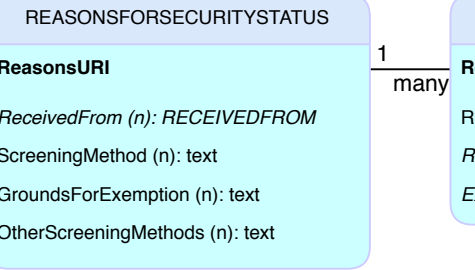 REASONSFORSECURITYSTATUS
ReasonsURI
ReceivedFrom (n): RECEIVEDFROM
ScreeningMethod (n): text
GroundsForExemption (n): text
OtherScreeningMethods (n): text
1
many
R
R
R